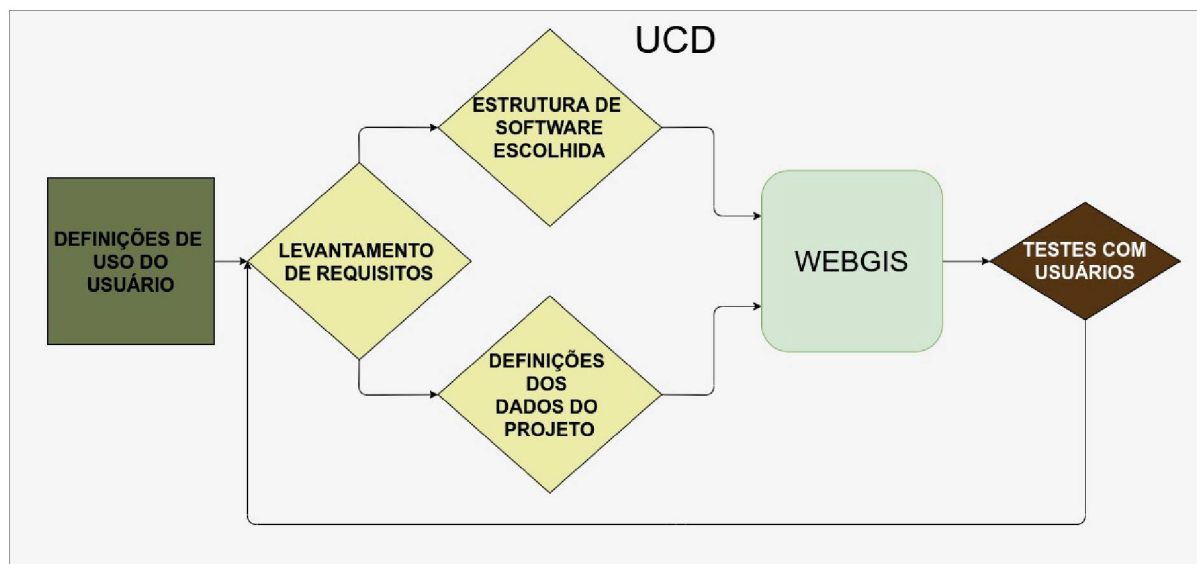 UCD
ESTRUTURA DE
SOFTWARE
ESCOLHIDA
DEFINIÇÕES DE
USO DO
USUÁRIO
LEVANTAMENTO
DE REQUISITOS
WEBGIS
TESTES COM
USUÁRIOS
DEFINIÇÕES
DOS
DADOS DO
PROJETO